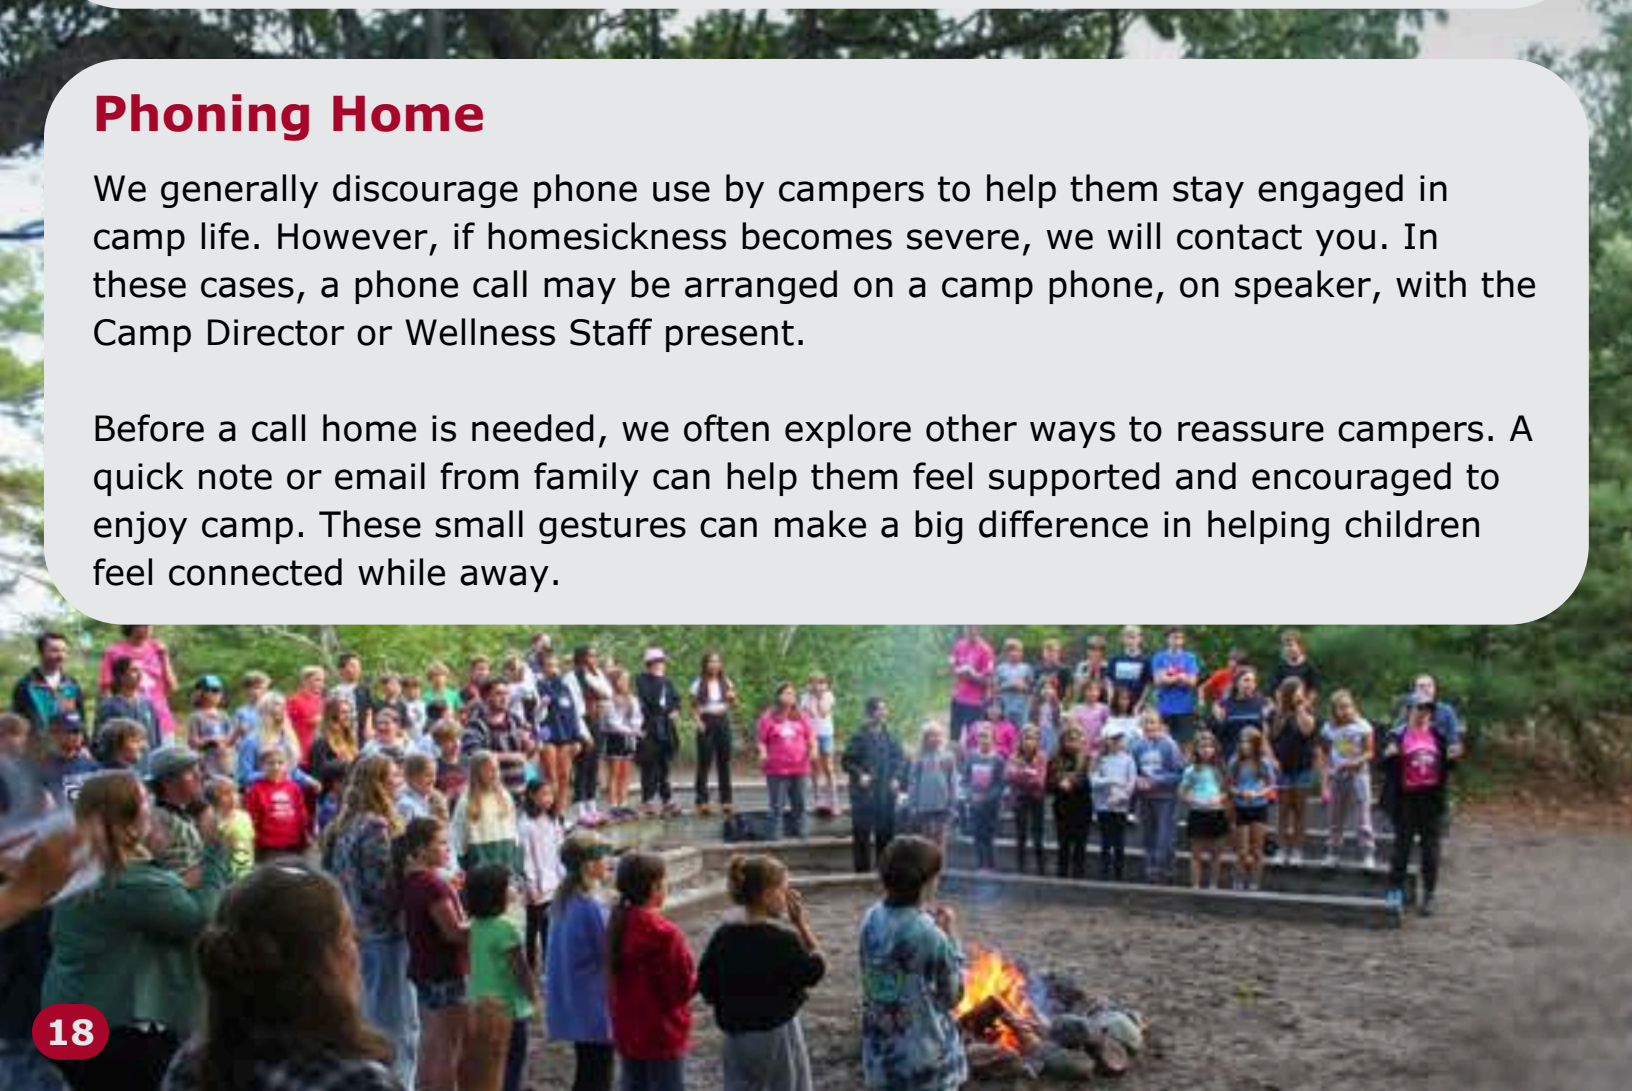 Phoning Home
We generally discourage phone use by campers to help them stay engaged in
camp life. However, if homesickness becomes severe, we will contact you. In
these cases, a phone call may be arranged on a camp phone, on speaker, with the
Camp Director or Wellness Staff present.
Before a call home is needed, we often explore other ways to reassure campers. A
quick note or email from family can help them feel supported and encouraged to
enjoy camp. These small gestures can make a big difference in helping children
feel connected while away.
18